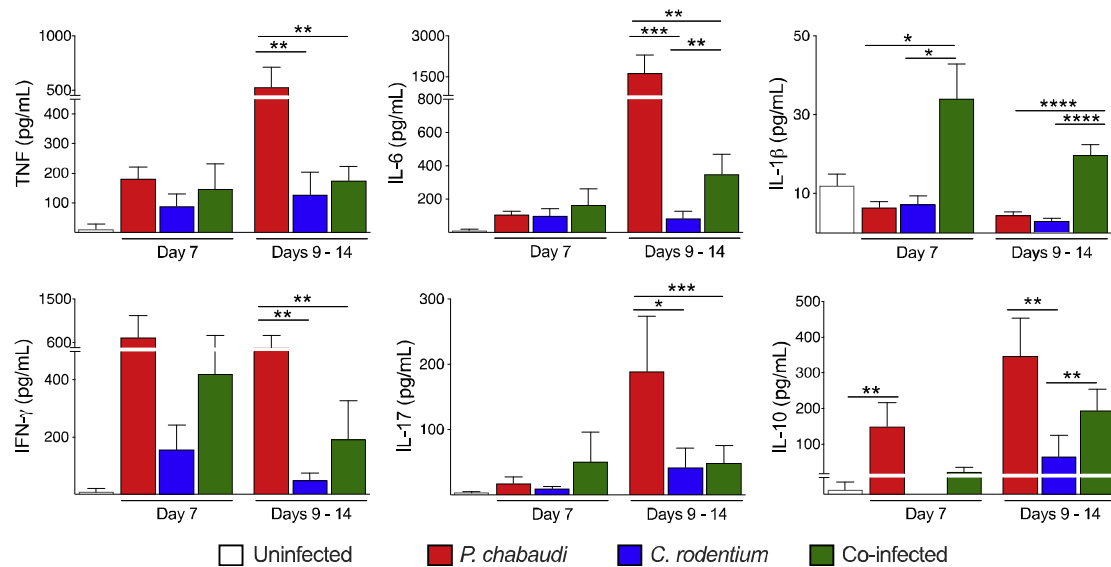 TNF (pg/mL)
1000
500
400
300
200
100
**
**
Day 7
Days 9 - 14
IL-6 (pg/mL)
3000
1500
800
600
400
200
**
***
**
Day 7
Days 9 - 14
IL-1β (pg/mL)
50
30
10
*
*
****
****
Day 7
Days 9 - 14
IFN-γ (pg/mL)
1500
600
400
200
**
**
Day 7
Days 9 - 14
IL-17 (pg/mL)
300
200
100
***
*
Day 7
Days 9 - 14
IL-10 (pg/mL)
500
400
300
200
100
**
**
**
Day 7
Days 9 - 14
Uninfected P. chabaudi C. rodentium Co-infected